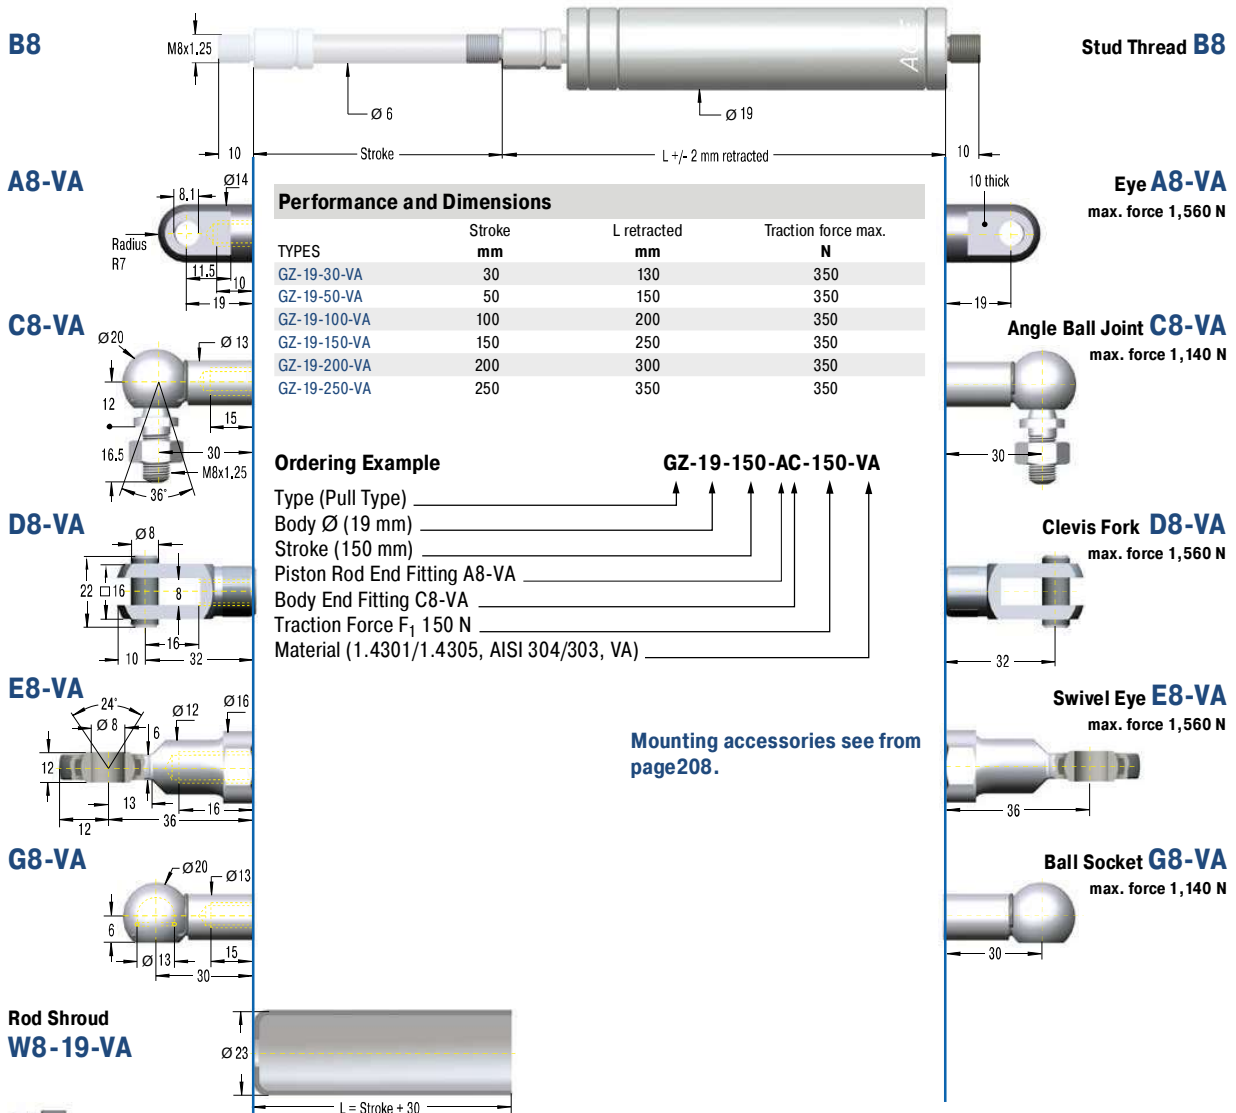 B8
M8x1.25
ACE
Stud Thread B8
Ø 6
Ø 19
10
Stroke
L +/- 2 mm retracted
10
A8-VA
8.1
Ø14
Radius
R7
11.5
10
19
10 thick
19
Eye A8-VA
max. force 1,560 N
Performance and Dimensions
Stroke L retracted Traction force max.
TYPES mm mm N
GZ-19-30-VA 30 130 350
GZ-19-50-VA 50 150 350
GZ-19-100-VA 100 200 350
GZ-19-150-VA 150 250 350
GZ-19-200-VA 200 300 350
GZ-19-250-VA 250 350 350
C8-VA
Ø20
Ø 13
12
15
16.5
30
M8x1.25
36°
Angle Ball Joint C8-VA
max. force 1,140 N
30
Ordering Example GZ-19-150-AC-150-VA
Type (Pull Type)
Body Ø (19 mm)
Stroke (150 mm)
Piston Rod End Fitting A8-VA
Body End Fitting C8-VA
Traction Force F1 150 N
Material (1.4301/1.4305, AISI 304/303, VA)
D8-VA
Ø 8
22
□ 16
8
16
10
32
Clevis Fork D8-VA
max. force 1,560 N
32
E8-VA
24°
Ø 8
6
Ø 12
Ø 16
12
13
16
36
12
Swivel Eye E8-VA
max. force 1,560 N
36
Mounting accessories see from
page208.
G8-VA
Ø20
Ø13
6
Ø 13
15
30
Ball Socket G8-VA
max. force 1,140 N
30
Rod Shroud
W8-19-VA
Ø 23
L = Stroke + 30